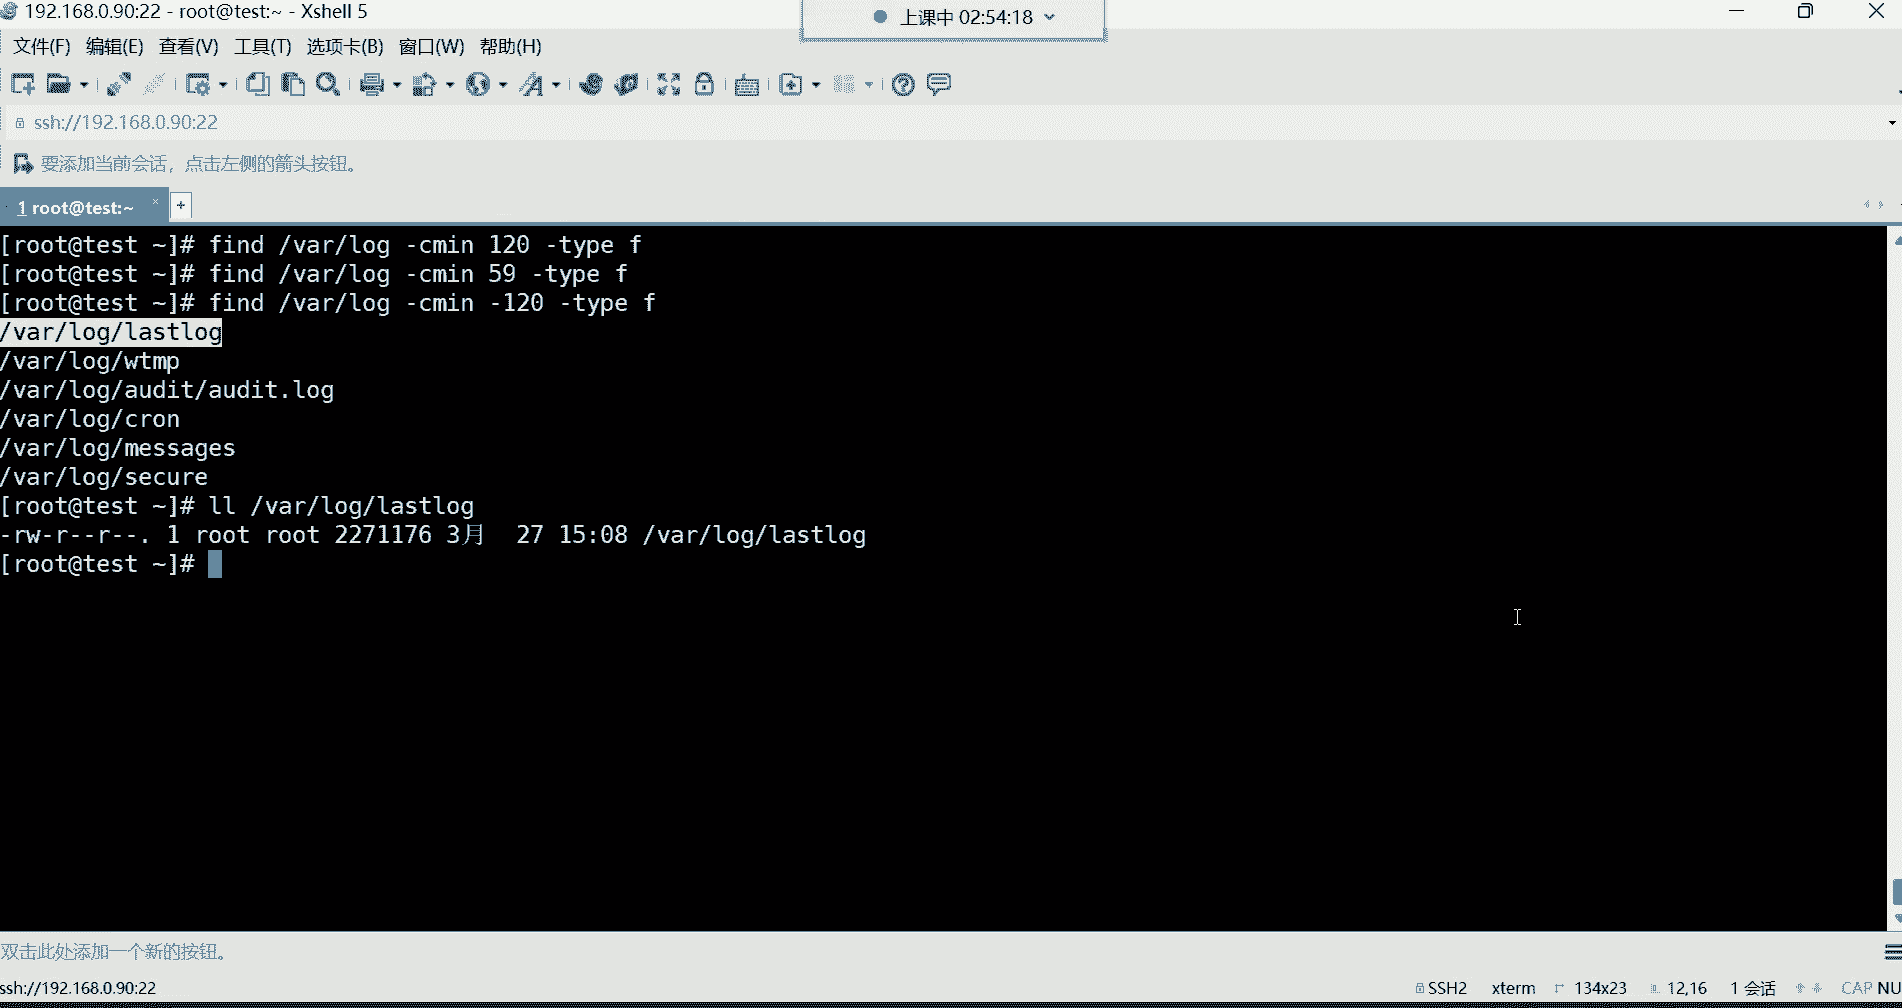 192.168.0.90:22 - root@test:~ - Xshell 5
上课中 02:54:18
文件(F) 编辑(E) 查看(V) 工具(T) 选项卡(B) 窗口(W) 帮助(H)
ssh://192.168.0.90:22
要添加当前会话，点击左侧的箭头按钮。
1 root@test:~ × +
[root@test ~]# find /var/log -cmin 120 -type f
[root@test ~]# find /var/log -cmin 59 -type f
[root@test ~]# find /var/log -cmin -120 -type f
/var/log/lastlog
/var/log/wtmp
/var/log/audit/audit.log
/var/log/cron
/var/log/messages
/var/log/secure
[root@test ~]# ll /var/log/lastlog
-rw-r--r--. 1 root root 2271176 3月  27 15:08 /var/log/lastlog
[root@test ~]#
双击此处添加一个新的按钮。
ssh://192.168.0.90:22 SSH2 xterm 134x23 12,16 1 会话 CAP NU